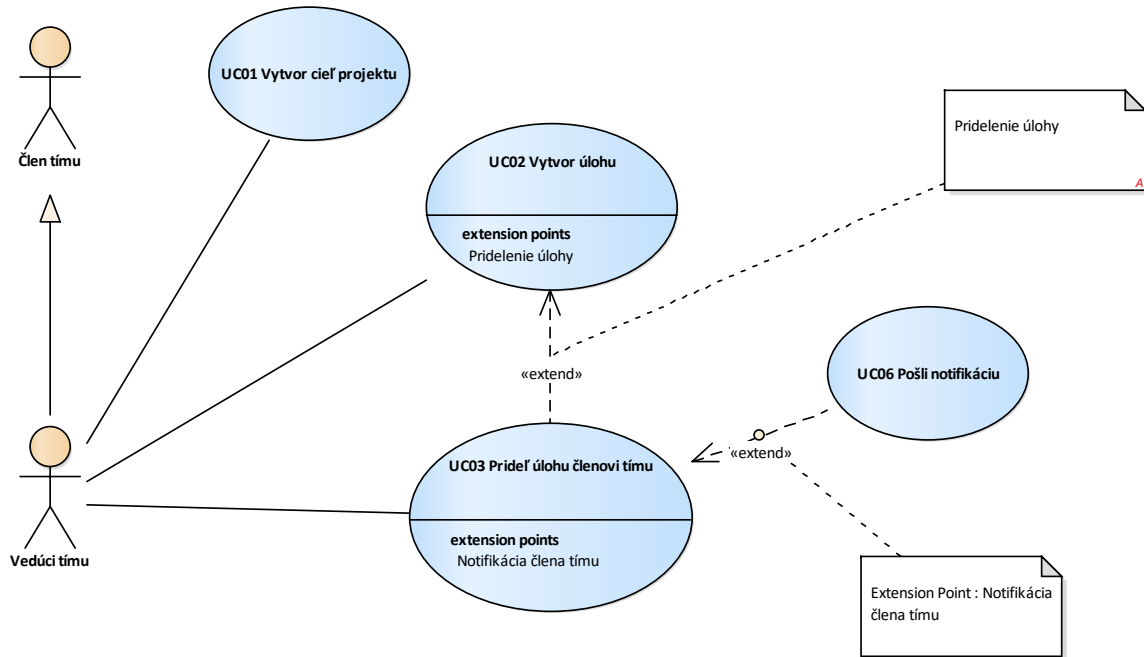 UC01 Vytvor cieľ projektu
Člen tímu
Pridelenie úlohy
A
UC02 Vytvor úlohu
extension points
Pridelenie úlohy
«extend»
UC06 Pošli notifikáciu
«extend»
UC03 Prideľ úlohu členovi tímu
extension points
Notifikácia člena tímu
Vedúci tímu
Extension Point : Notifikácia
člena tímu